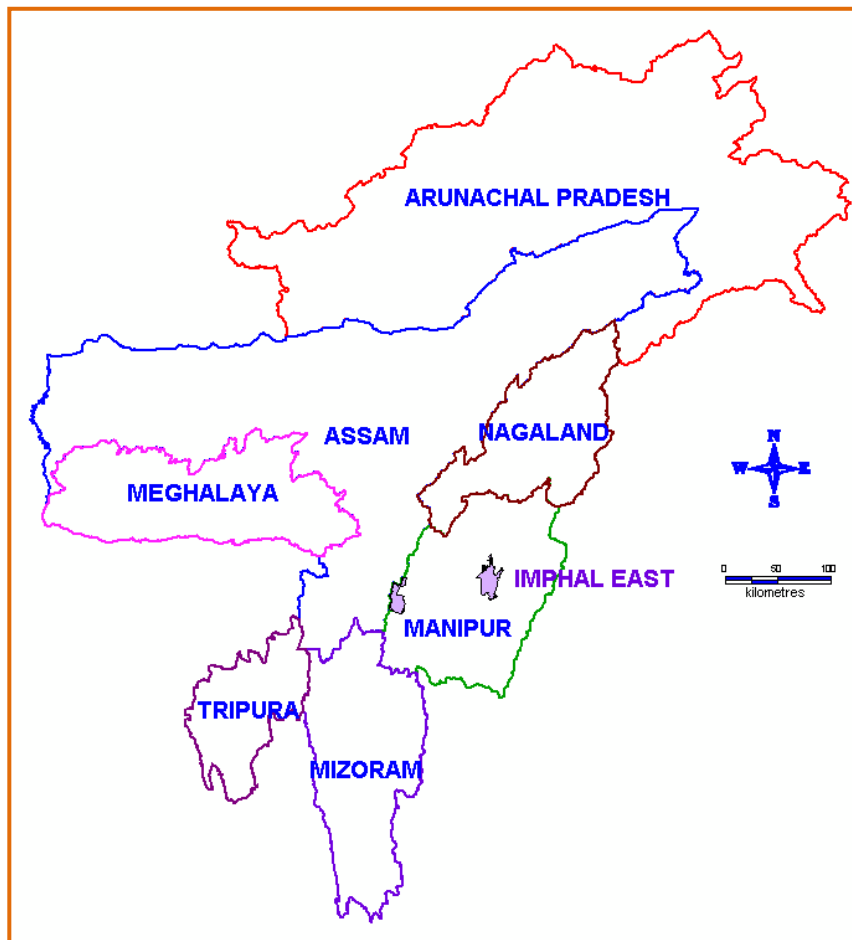 ARUNACHAL PRADESH
ASSAM
NAGALAND
MEGHALAYA
N
W E
S
IMPHAL EAST
0 50 100
kilometres
MANIPUR
TRIPURA
MIZORAM